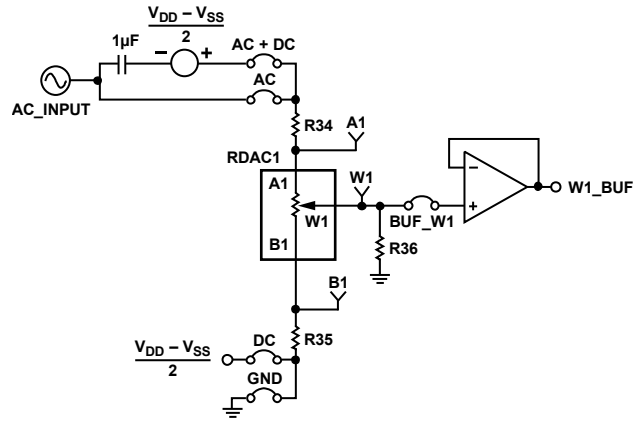 V_DD – V_SS
2
1µF
–
+
AC + DC
AC
AC_INPUT
R34
A1
RDAC1
A1
W1
B1
W1
BUF_W1
–
+
W1_BUF
R36
B1
R35
V_DD – V_SS
2
DC
GND